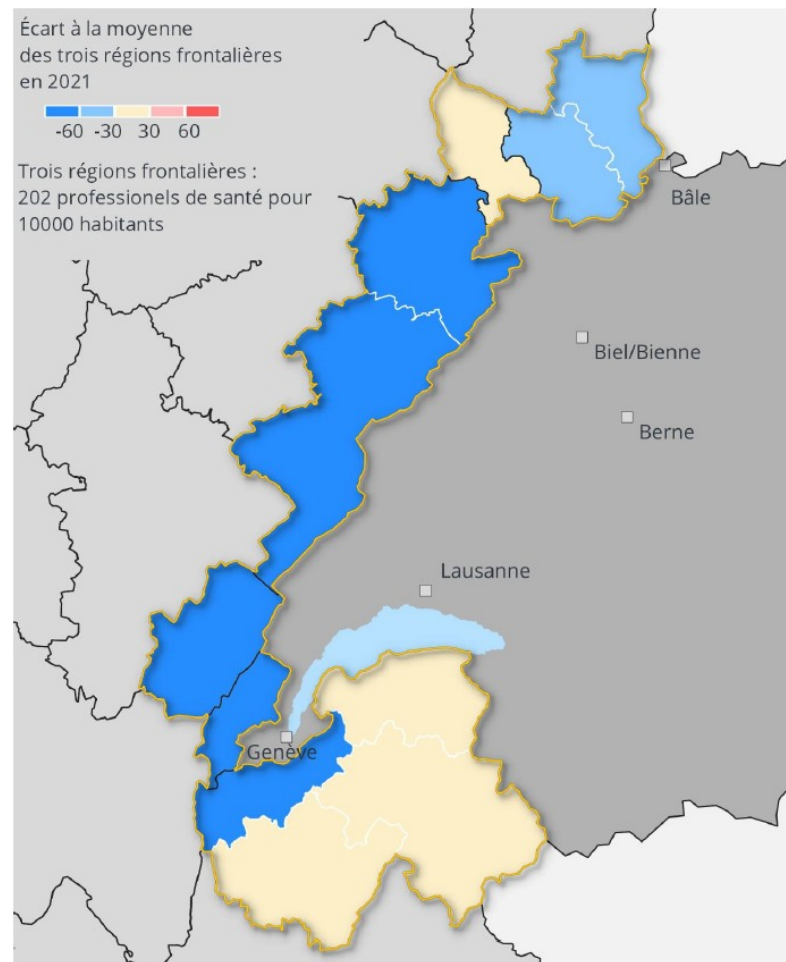 Écart à la moyenne
des trois régions frontalières
en 2021
-60 -30 30 60
Trois régions frontalières :
202 professionels de santé pour
10000 habitants
Bâle
Biel/Bienne
Berne
Lausanne
Genève